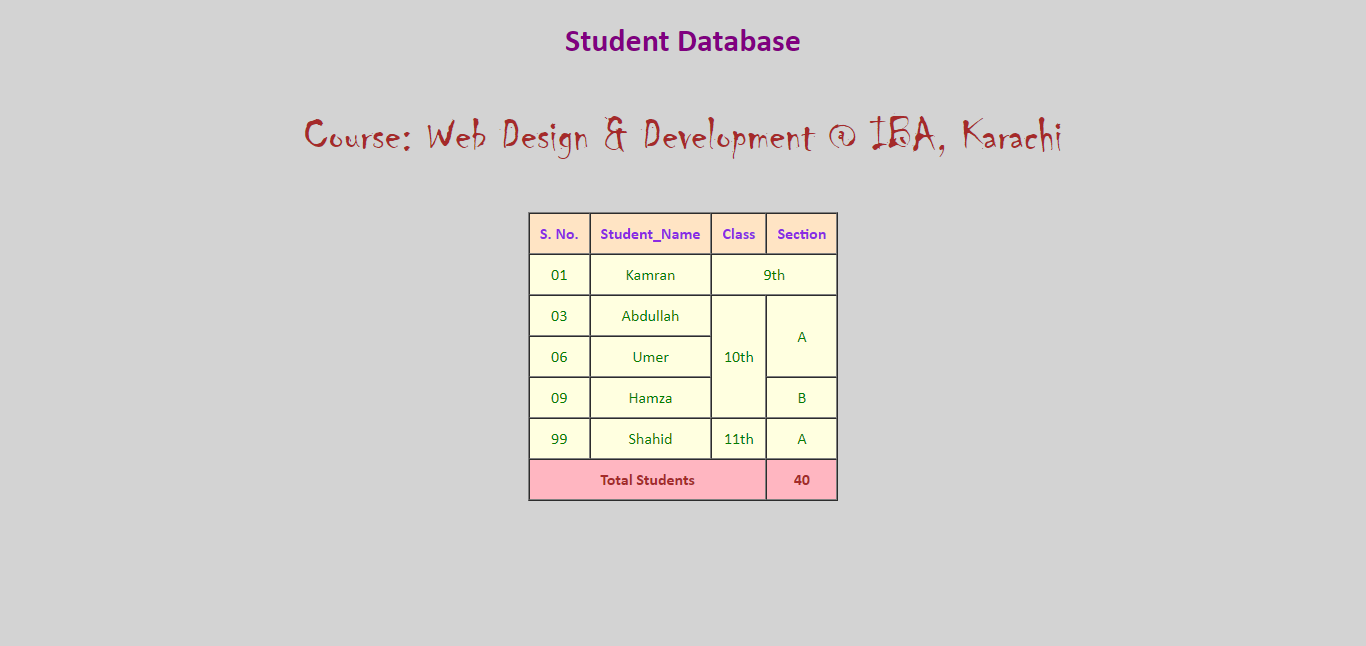 Student Database
Course: Web Design & Development @ IBA, Karachi
S. No. Student_Name Class Section
01 Kamran 9th
03 Abdullah
A
06 Umer 10th
09 Hamza B
99 Shahid 11th A
Total Students 40